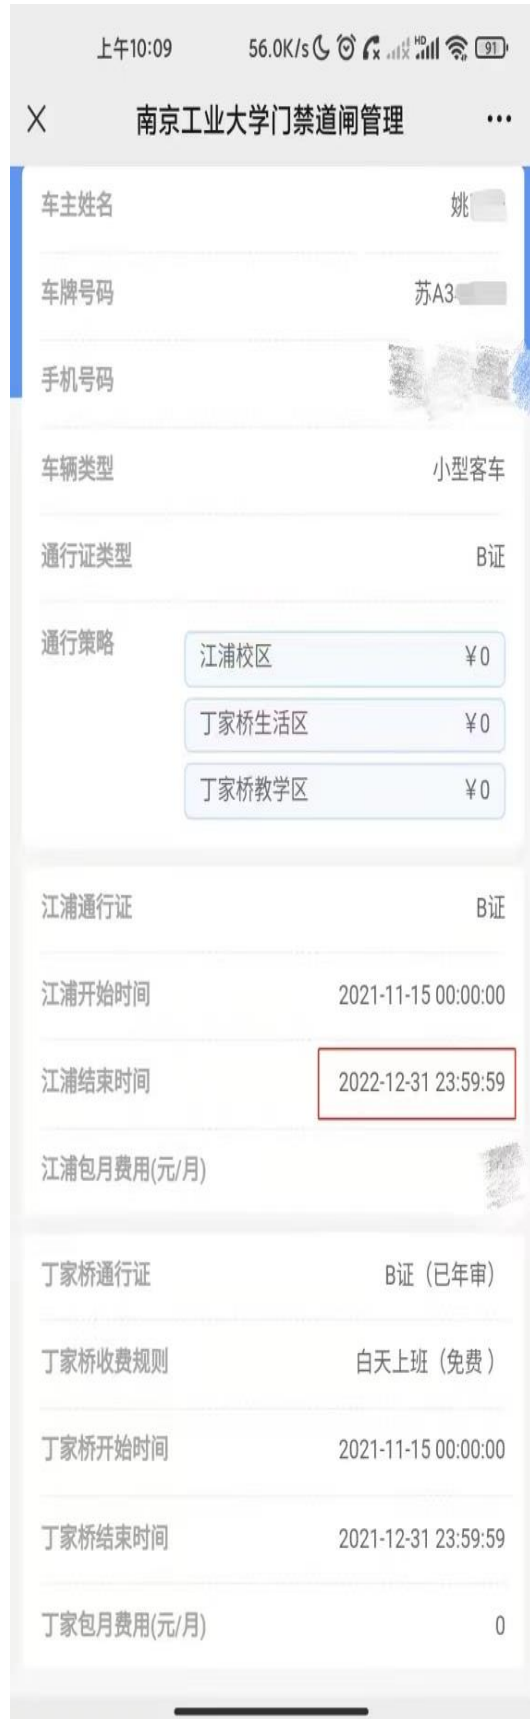 上午10:09 56.0K/s HD 91
南京工业大学门禁道闸管理
车主姓名 姚
车牌号码 苏A3
手机号码
车辆类型 小型客车
通行证类型 B证
通行策略
江浦校区 ¥0
丁家桥生活区 ¥0
丁家桥教学区 ¥0
江浦通行证 B证
江浦开始时间 2021-11-15 00:00:00
江浦结束时间 2022-12-31 23:59:59
江浦包月费用(元/月)
丁家桥通行证 B证（已年审）
丁家桥收费规则 白天上班（免费 ）
丁家桥开始时间 2021-11-15 00:00:00
丁家桥结束时间 2021-12-31 23:59:59
丁家包月费用(元/月) 0